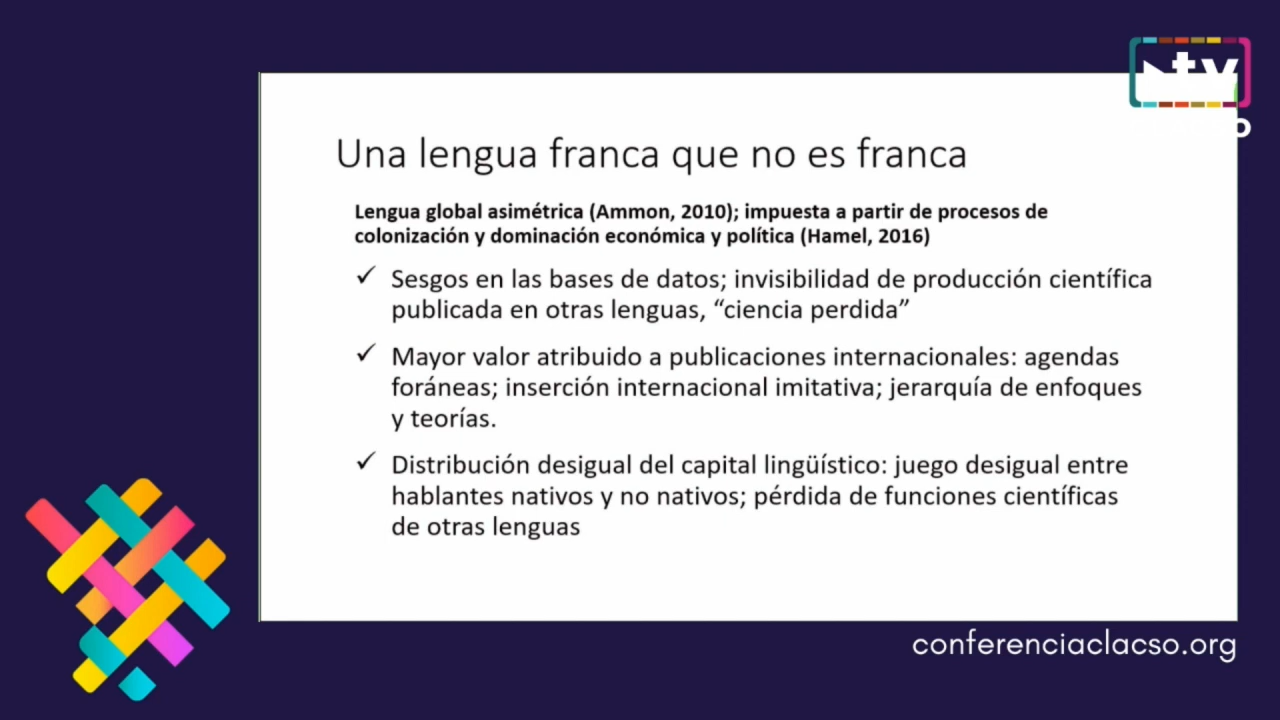 tv
Una lengua franca que no es franca
Lengua global asimétrica (Ammon, 2010); impuesta a partir de procesos de
colonización y dominación económica y política (Hamel, 2016)
✓ Sesgos en las bases de datos; invisibilidad de producción científica
publicada en otras lenguas, “ciencia perdida”
✓ Mayor valor atribuido a publicaciones internacionales: agendas
foráneas; inserción internacional imitativa; jerarquía de enfoques
y teorías.
✓ Distribución desigual del capital lingüístico: juego desigual entre
hablantes nativos y no nativos; pérdida de funciones científicas
de otras lenguas
conferenciaclacso.org